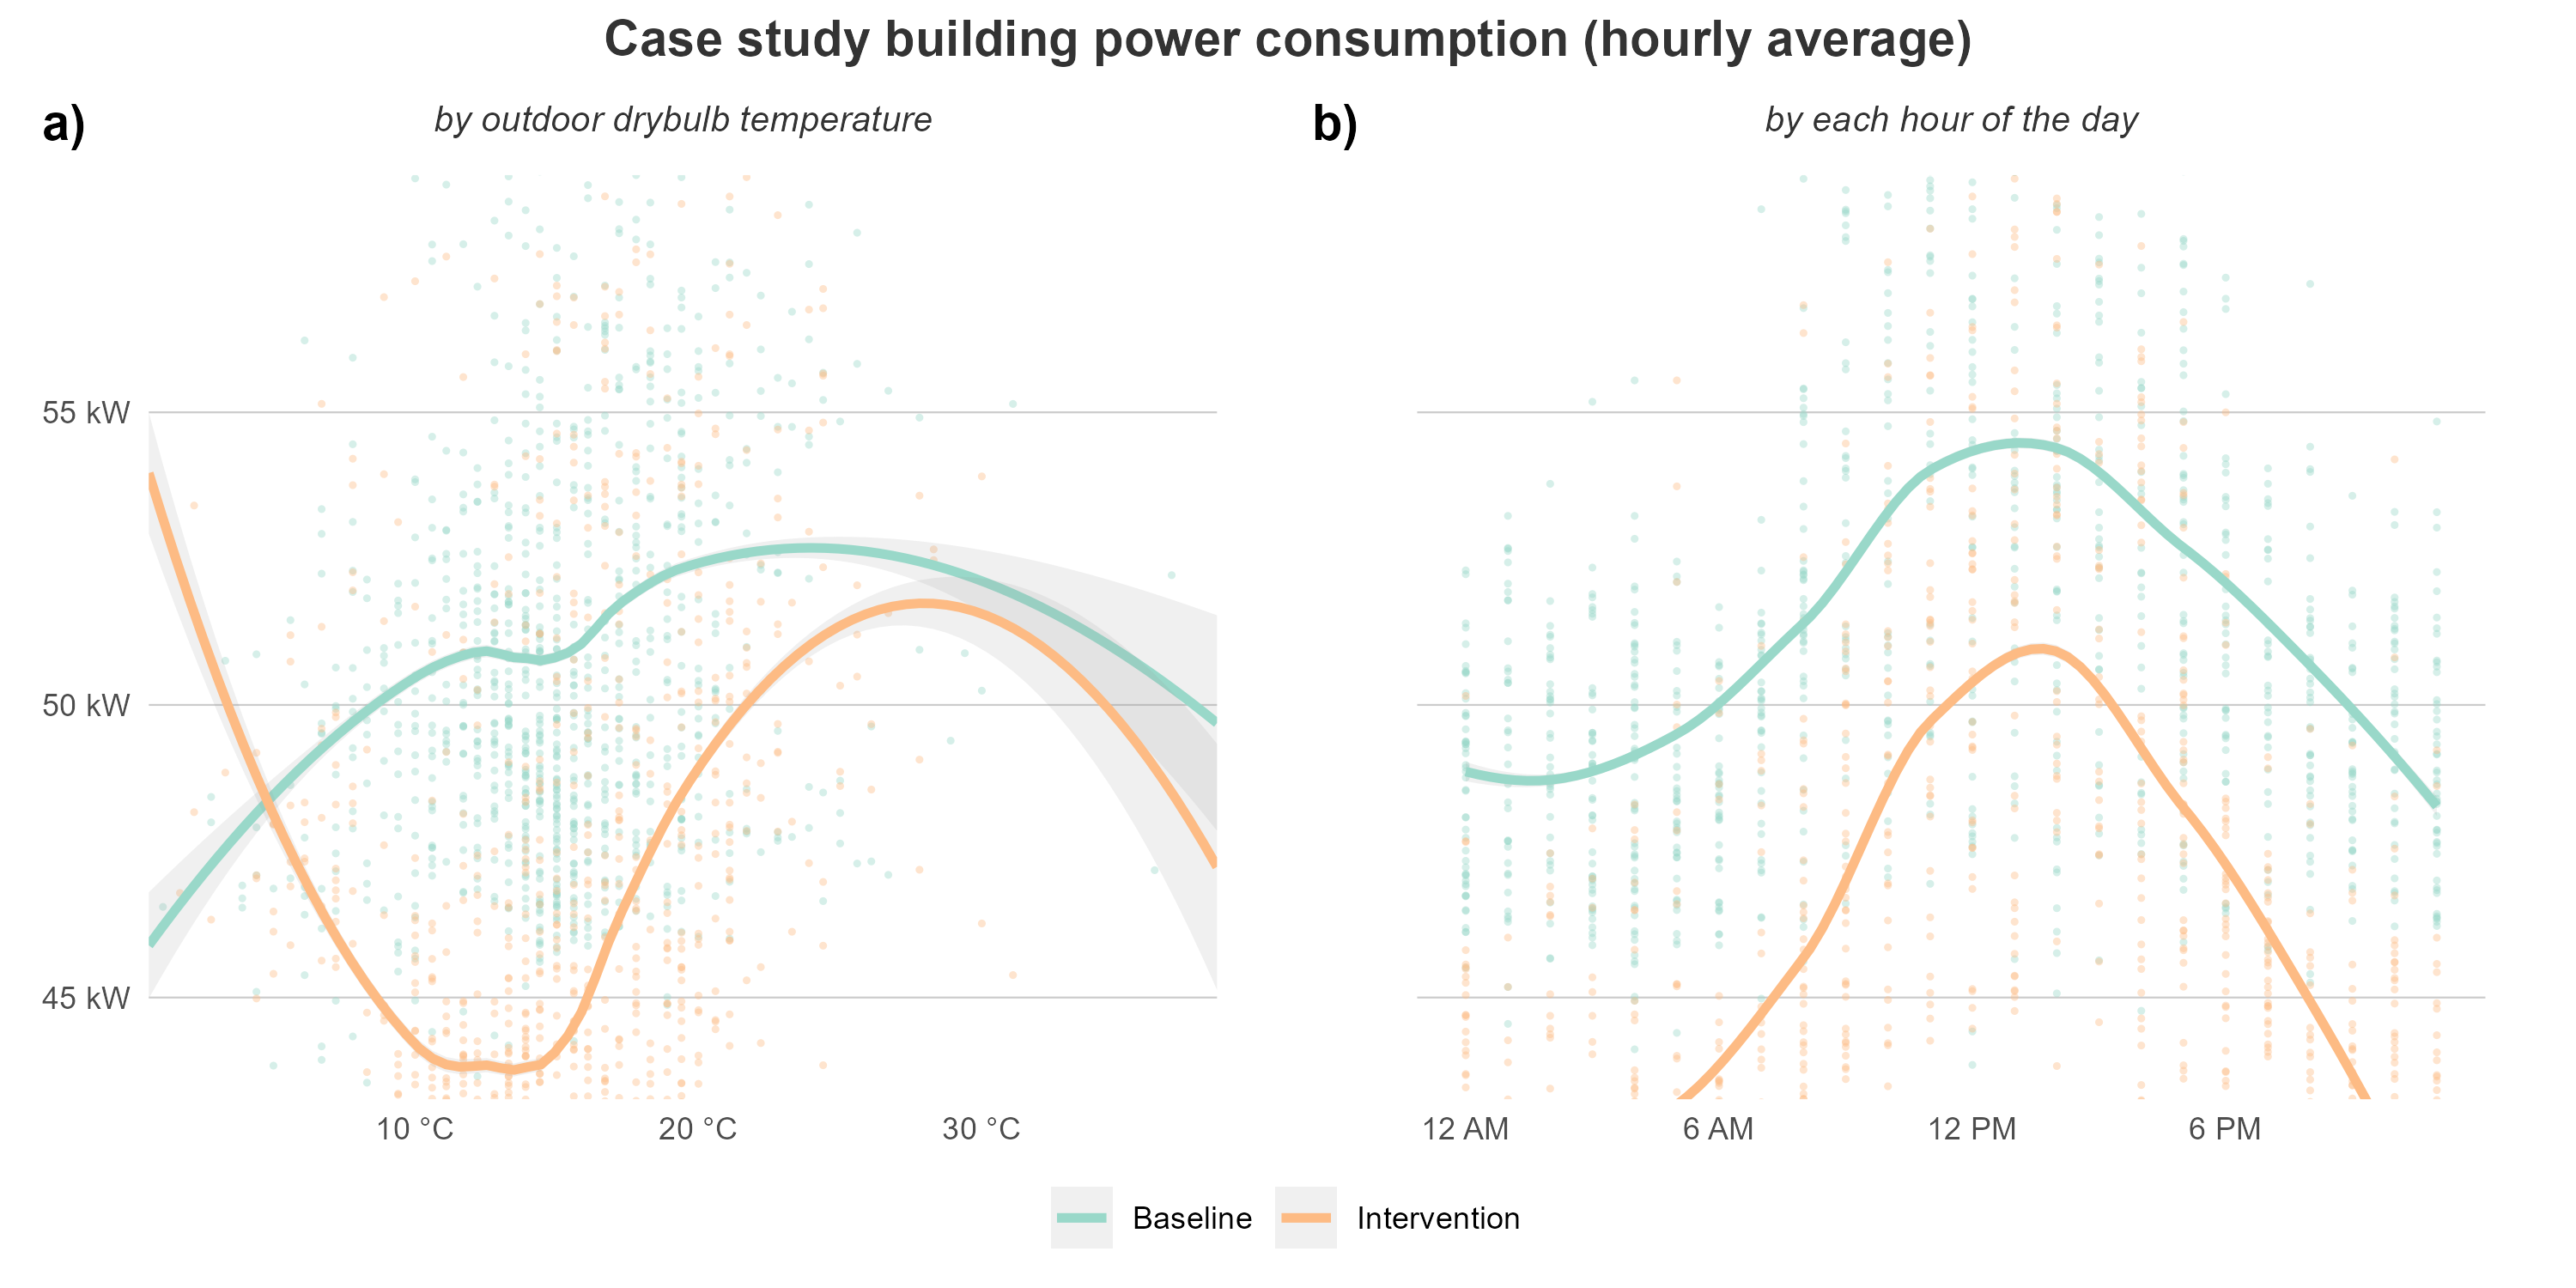 Case study building power consumption (hourly average)
a)
by outdoor drybulb temperature
b)
by each hour of the day
55 kW
50 kW
45 kW
10 °C
20 °C
30 °C
12 AM
6 AM
12 PM
6 PM
Baseline
Intervention